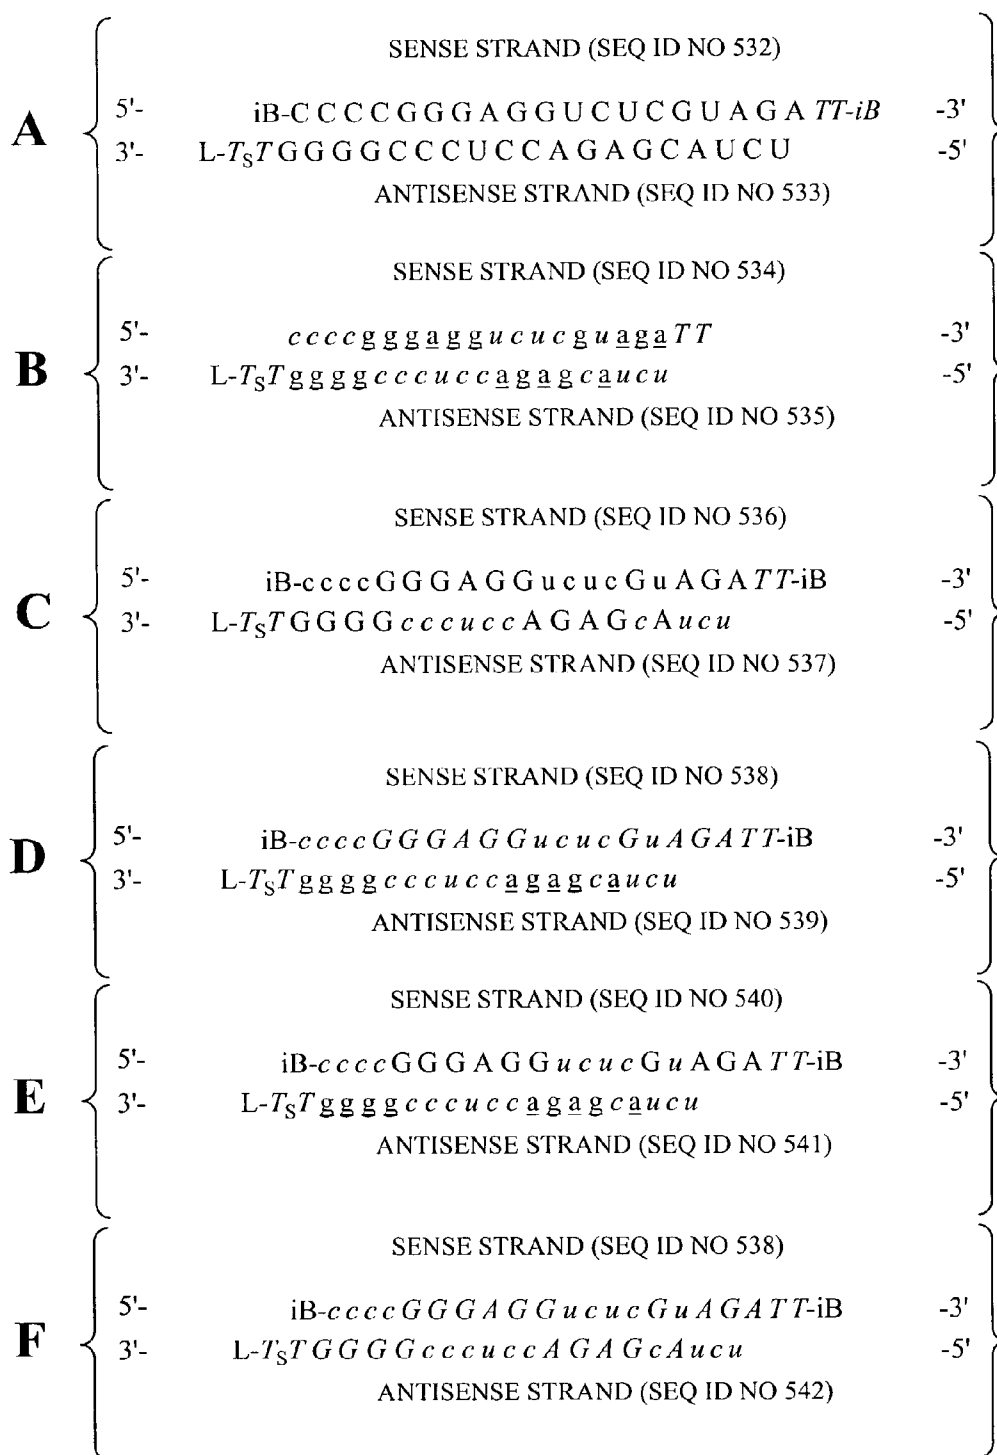 SENSE STRAND (SEQ ID NO 532)
A
5'- iB-C C C C G G G A G G U C U C G U A G A TT-iB -3'
3'- L-TST G G G G C C C U C C A G A G C A U C U -5'
ANTISENSE STRAND (SEQ ID NO 533)
SENSE STRAND (SEQ ID NO 534)
B
5'- c c c c g g g a g g u c u c g u a g a T T -3'
3'- L-TST g g g g c c c u c c a g a g c a u c u -5'
ANTISENSE STRAND (SEQ ID NO 535)
SENSE STRAND (SEQ ID NO 536)
C
5'- iB-c c c c G G G A G G u c u c G u A G A T T-iB -3'
3'- L-TST G G G G c c c u c c A G A G c A u c u -5'
ANTISENSE STRAND (SEQ ID NO 537)
SENSE STRAND (SEQ ID NO 538)
D
5'- iB-c c c c G G G A G G u c u c G u A G A T T-iB -3'
3'- L-TST g g g g c c c u c c a g a g c a u c u -5'
ANTISENSE STRAND (SEQ ID NO 539)
SENSE STRAND (SEQ ID NO 540)
E
5'- iB-c c c c G G G A G G u c u c G u A G A T T-iB -3'
3'- L-TST g g g g c c c u c c a g a g c a u c u -5'
ANTISENSE STRAND (SEQ ID NO 541)
SENSE STRAND (SEQ ID NO 538)
F
5'- iB-c c c c G G G A G G u c u c G u A G A T T-iB -3'
3'- L-TST G G G G c c c u c c A G A G c A u c u -5'
ANTISENSE STRAND (SEQ ID NO 542)